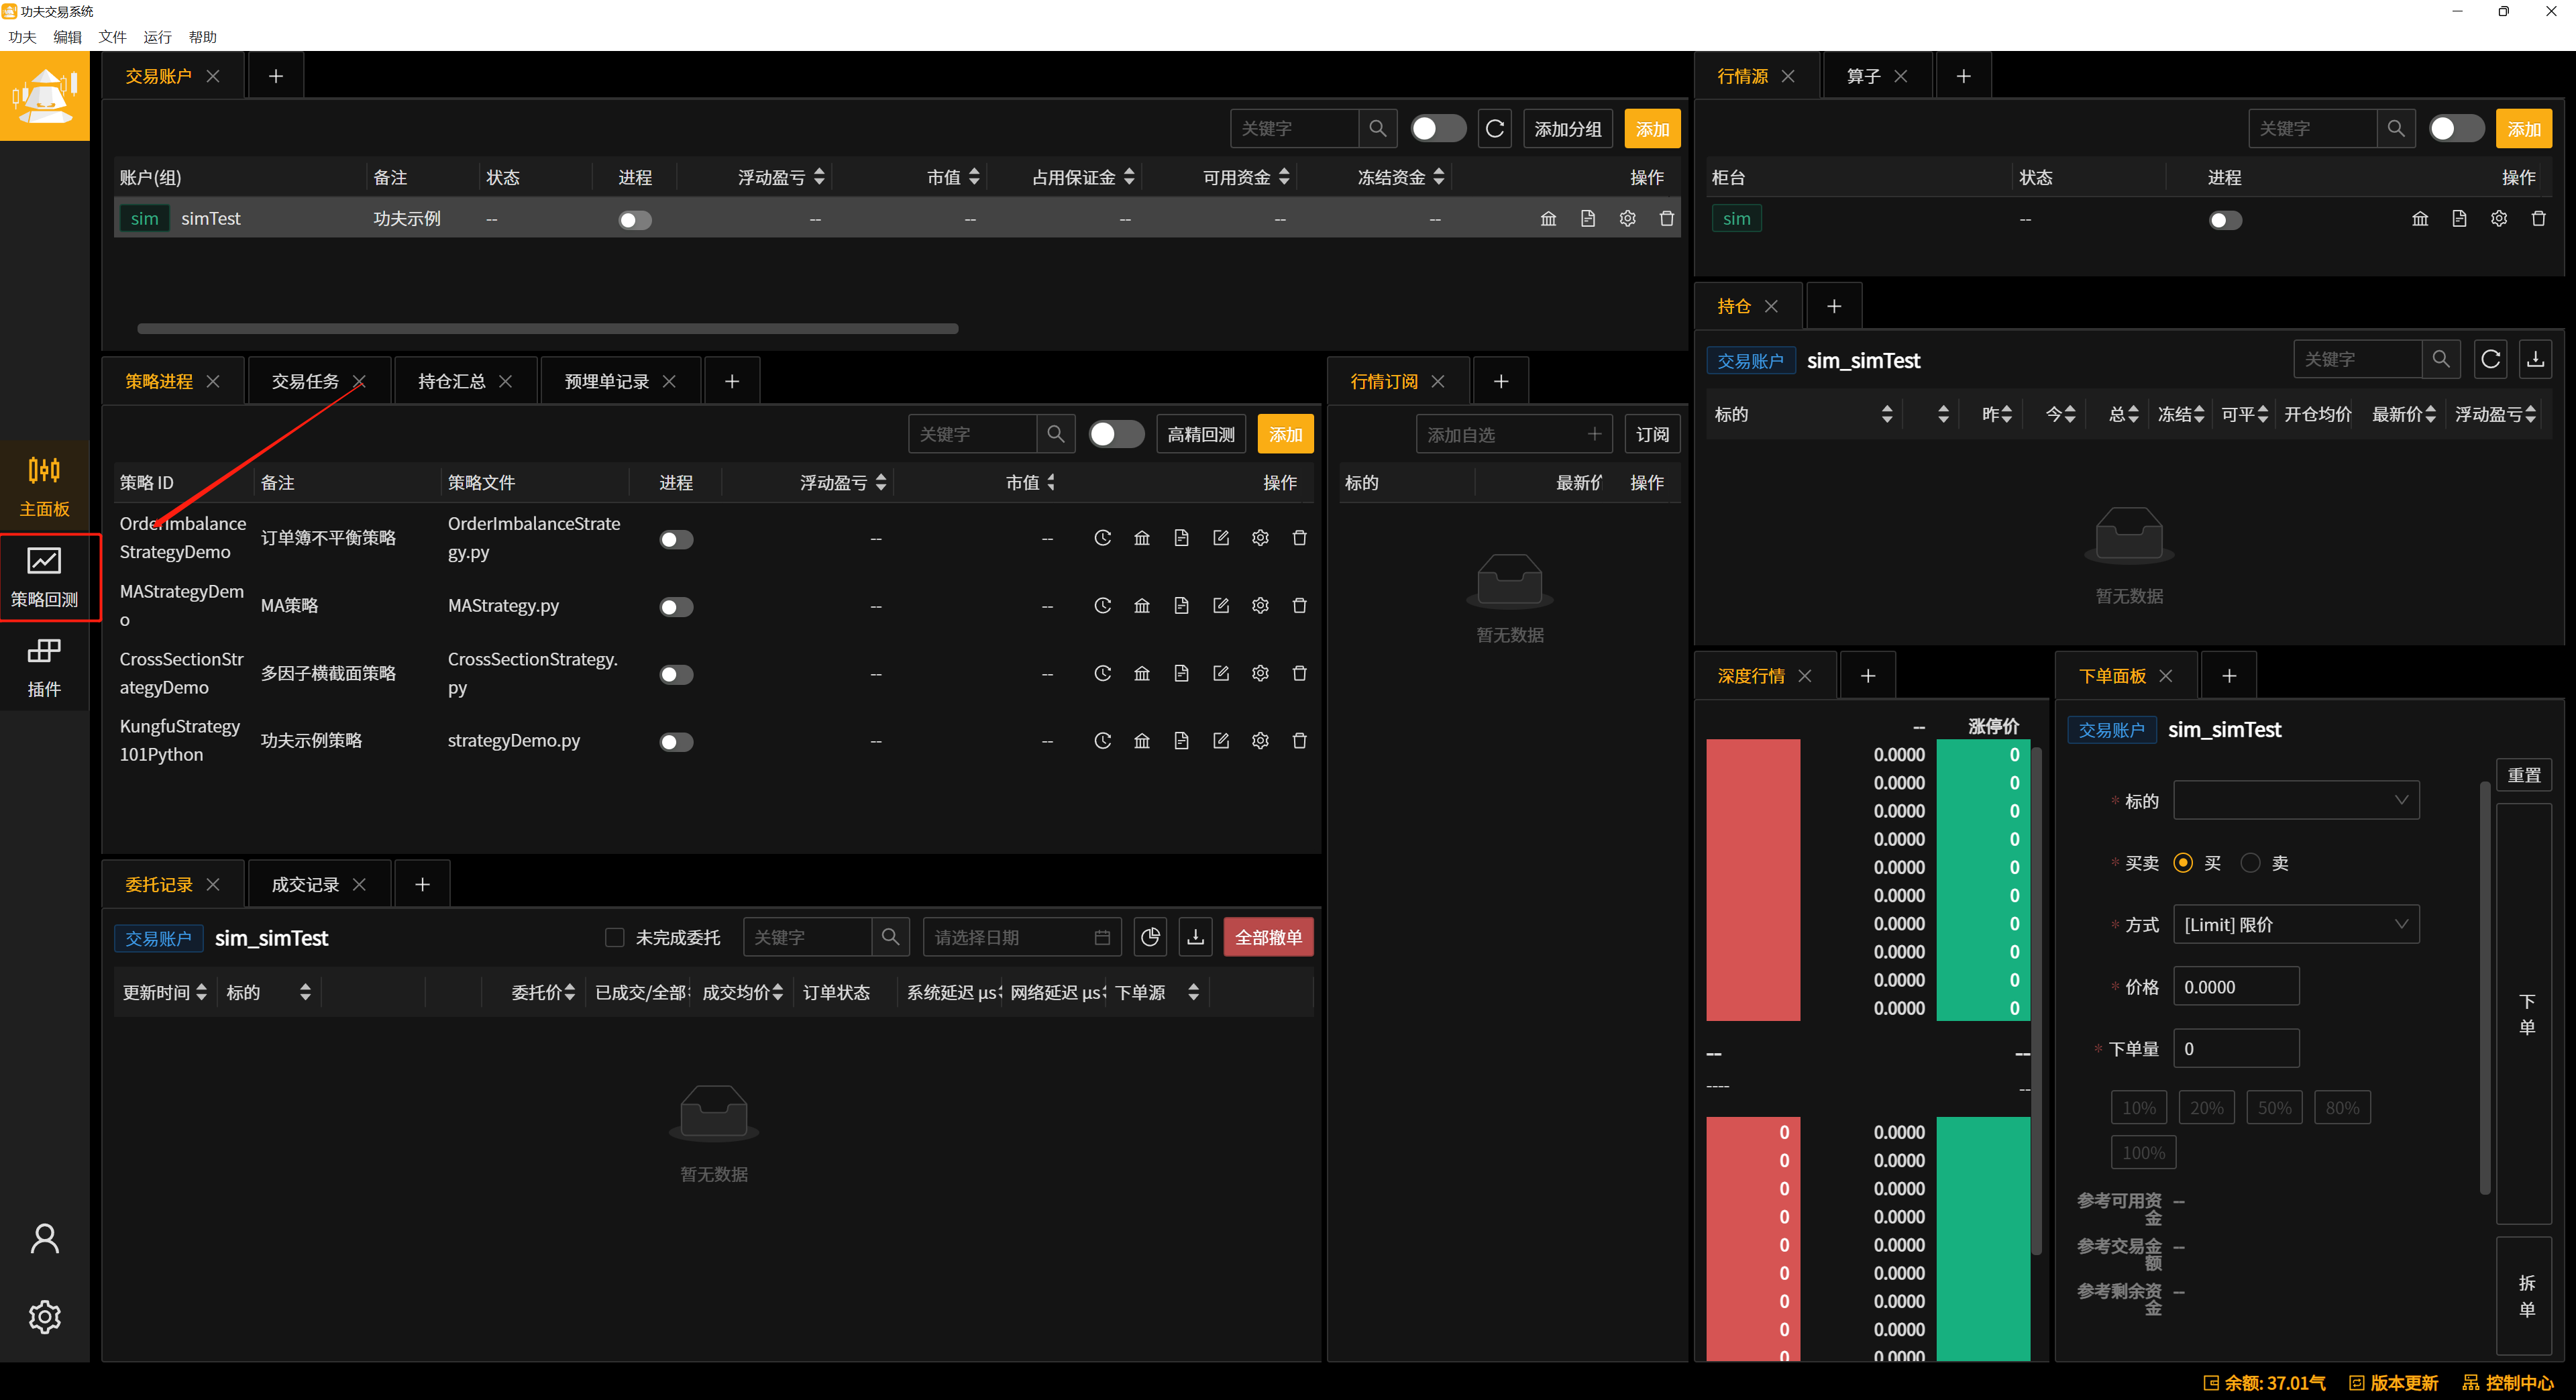 功夫交易系统
功夫 编辑 文件 运行 帮助
交易账户
关键字 添加分组 添加
账户(组) 备注 状态 进程 浮动盈亏 市值 占用保证金 可用资金 冻结资金 操作
sim simTest 功夫示例 -- -- -- -- -- --
行情源 算子
关键字 添加
柜台 状态 进程 操作
sim --
持仓
交易账户 sim_simTest 关键字
标的 昨 今 总 冻结 可平 开仓均价 最新价 浮动盈亏
暂无数据
主面板
策略回测
插件
策略进程 交易任务 持仓汇总 预埋单记录
关键字 高精回测 添加
策略 ID 备注 策略文件 进程 浮动盈亏 市值 操作
OrderImbalance
StrategyDemo
订单簿不平衡策略
OrderImbalanceStrate
gy.py
-- --
MAStrategyDem
o
MA策略 MAStrategy.py -- --
CrossSectionStr
ategyDemo
多因子横截面策略
CrossSectionStrategy.
py
-- --
KungfuStrategy
101Python
功夫示例策略 strategyDemo.py -- --
行情订阅
添加自选 订阅
标的 最新价 操作
暂无数据
委托记录 成交记录
交易账户 sim_simTest 未完成委托 关键字 请选择日期 全部撤单
更新时间 标的 委托价 已成交/全部 成交均价 订单状态 系统延迟 μs 网络延迟 μs 下单源
暂无数据
深度行情
-- 涨停价
0.0000 0
0.0000 0
0.0000 0
0.0000 0
0.0000 0
0.0000 0
0.0000 0
0.0000 0
0.0000 0
0.0000 0
-- --
---- --
0 0.0000
0 0.0000
0 0.0000
0 0.0000
0 0.0000
0 0.0000
0 0.0000
0 0.0000
0 0.0000
下单面板
交易账户 sim_simTest
重置
* 标的
* 买卖 买 卖
* 方式 [Limit] 限价
* 价格 0.0000
* 下单量 0
10% 20% 50% 80%
100%
参考可用资
金
--
参考交易金
额
--
参考剩余资
金
--
下
单
拆
单
余额: 37.01气 版本更新 控制中心